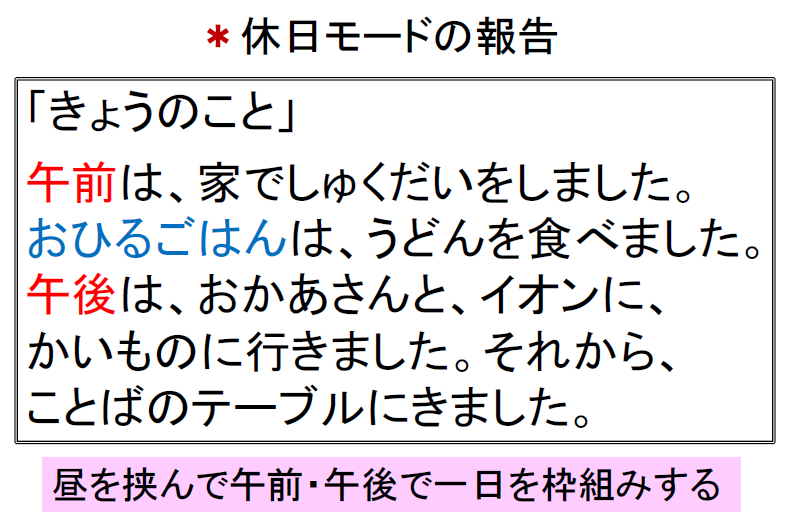 *休日モードの報告
「きょうのこと」
午前は、家でしゅくだいをしました。
おひるごはんは、うどんを食べました。
午後は、おかあさんと、イオンに、
かいものに行きました。それから、
ことばのテーブルにきました。
昼を挟んで午前・午後で一日を枠組みする